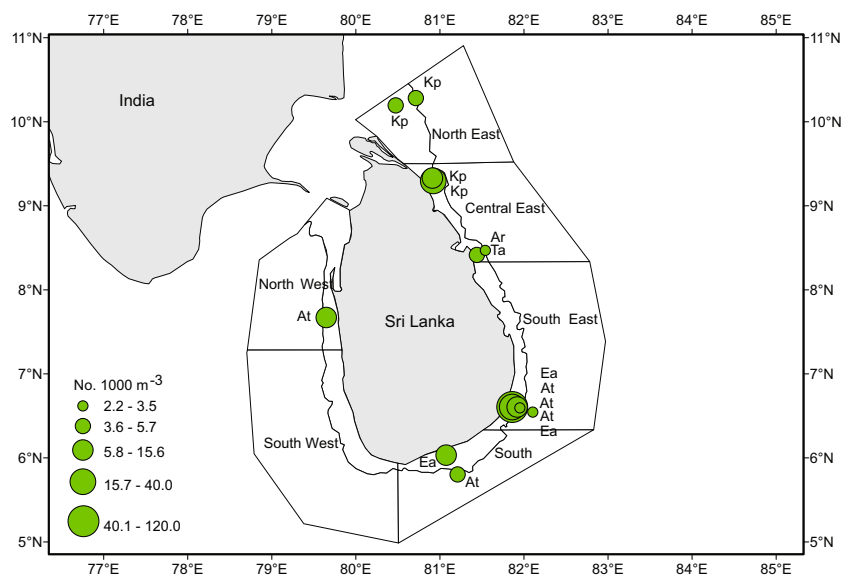 77°E 78°E 79°E 80°E 81°E 82°E 83°E 84°E 85°E
11°N 11°N
India
Kp
Kp
10°N 10°N
North East
Kp
Kp
9°N 9°N
Central East
Ar
Ta
8°N 8°N
North West
At
Sri Lanka
South East
7°N 7°N
No. 1000 m-3
2.2 - 3.5
3.6 - 5.7
5.8 - 15.6
15.7 - 40.0
40.1 - 120.0
Ea
At
At
At
Ea
6°N 6°N
South West
Ea
South
At
5°N 5°N
77°E 78°E 79°E 80°E 81°E 82°E 83°E 84°E 85°E